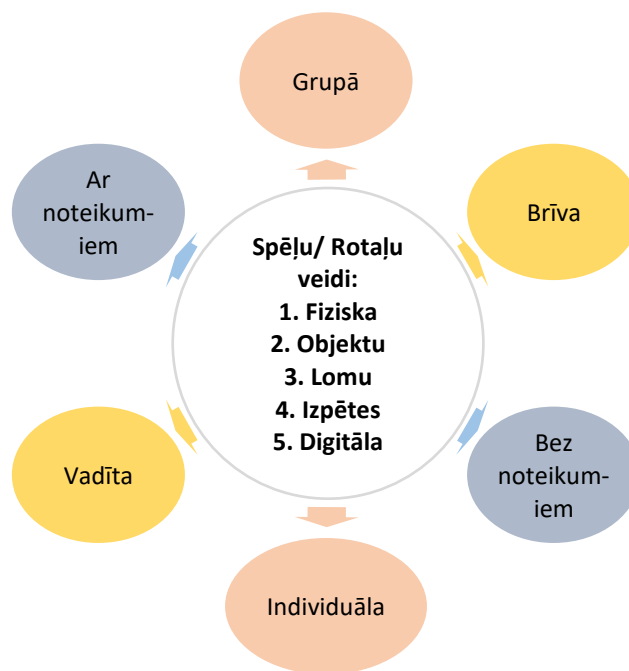 Grupā
Ar
noteikum-
iem
Brīva
Spēļu/ Rotaļu
veidi:
1. Fiziska
2. Objektu
3. Lomu
4. Izpētes
5. Digitāla
Vadīta
Bez
noteikum-
iem
Individuāla